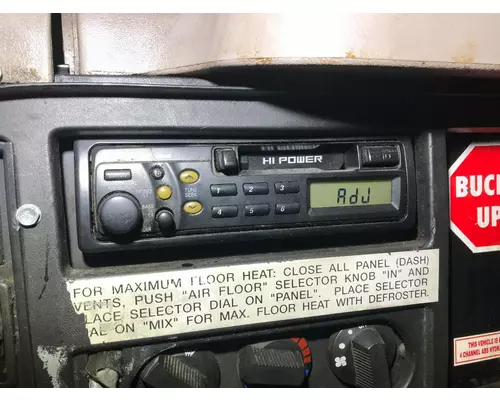 HI POWER
TUNE
SEEK
BASS
1 2 3
4 5 6
AdJ
FOR MAXIMUM FLOOR HEAT: CLOSE ALL PANEL (DASH)
VENTS, PUSH "AIR FLOOR" SELECTOR KNOB "IN" AND
PLACE SELECTOR DIAL ON "PANEL". PLACE SELECTOR
DIAL ON "MIX" FOR MAX. FLOOR HEAT WITH DEFROSTER.
BUCK
UP
THIS VEHICLE IS E
4 CHANNEL ABS HYDR